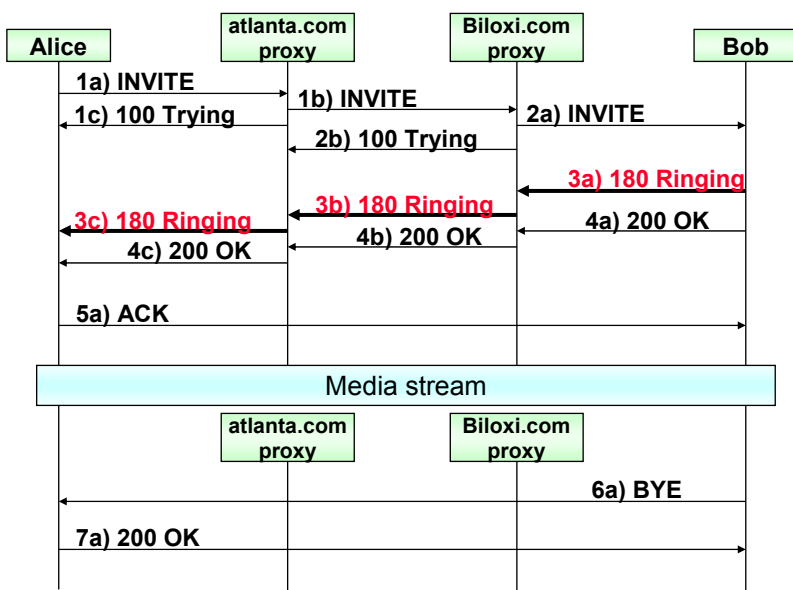 Alice
atlanta.com
proxy
Biloxi.com
proxy
Bob
1a) INVITE
1b) INVITE
1c) 100 Trying
2a) INVITE
2b) 100 Trying
3a) 180 Ringing
3b) 180 Ringing
3c) 180 Ringing
4a) 200 OK
4b) 200 OK
4c) 200 OK
5a) ACK
Media stream
atlanta.com
proxy
Biloxi.com
proxy
6a) BYE
7a) 200 OK